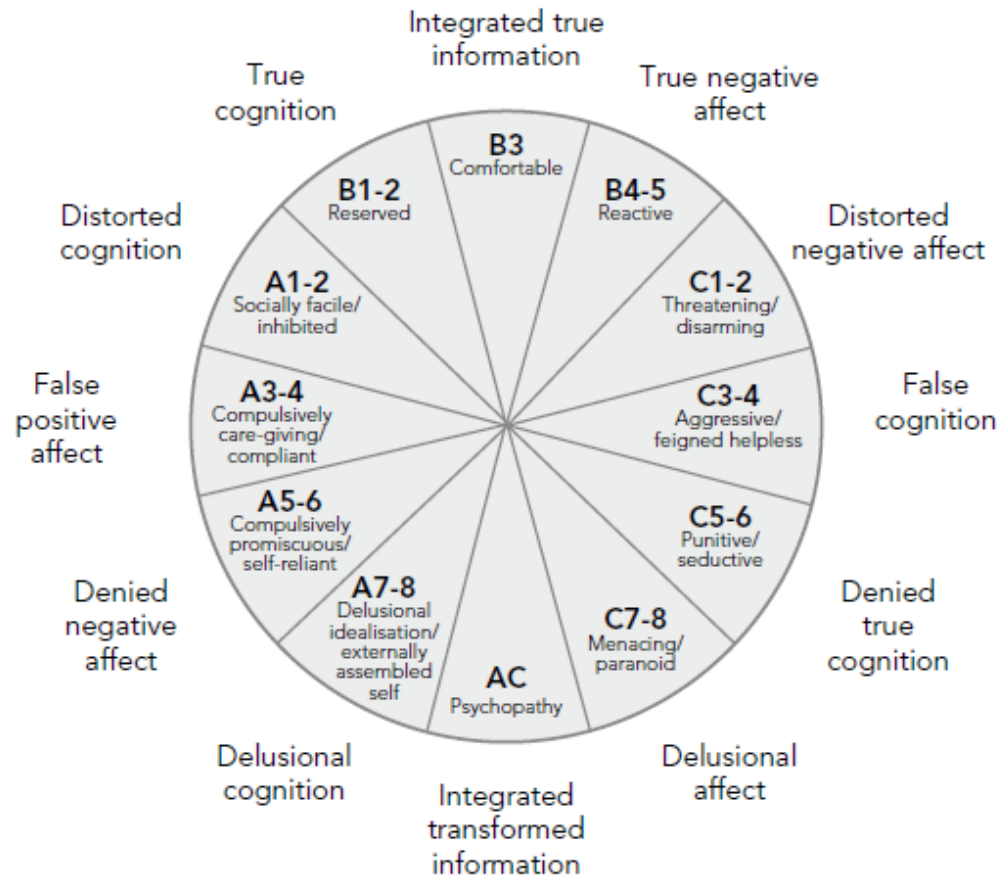 Integrated true
information
True
cognition
True negative
affect
B3
Comfortable
B1-2
Reserved
B4-5
Reactive
Distorted
cognition
Distorted
negative affect
A1-2
Socially facile/
inhibited
C1-2
Threatening/
disarming
False
positive
affect
A3-4
Compulsively
care-giving/
compliant
C3-4
Aggressive/
feigned helpless
False
cognition
A5-6
Compulsively
promiscuous/
self-reliant
C5-6
Punitive/
seductive
Denied
negative
affect
A7-8
Delusional
idealisation/
externally
assembled
self
C7-8
Menacing/
paranoid
Denied
true
cognition
AC
Psychopathy
Delusional
cognition
Delusional
affect
Integrated
transformed
information